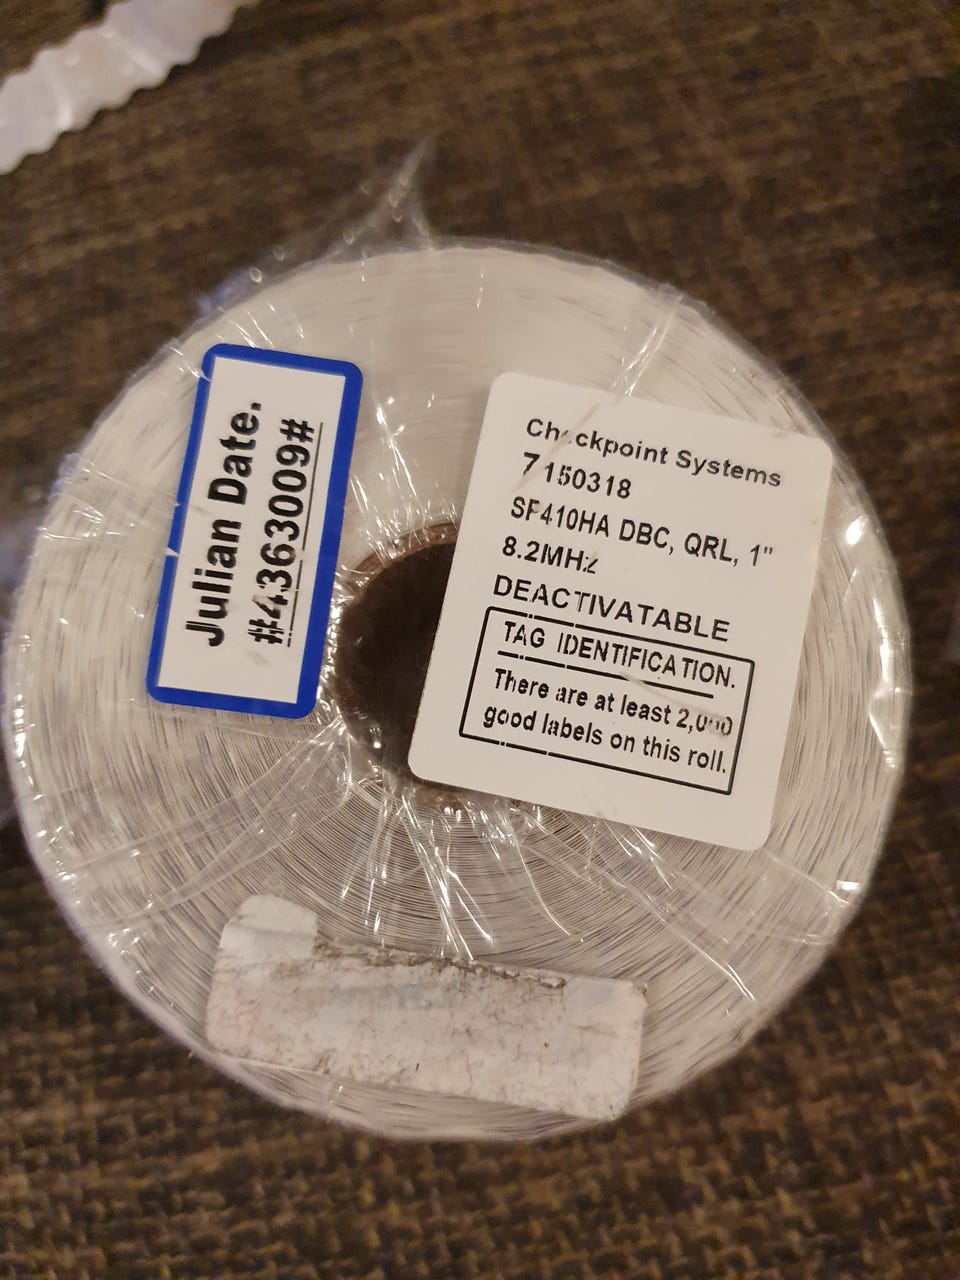 Julian Date.
#4363009#
Checkpoint Systems
7150318
SF410HA DBC, QRL, 1"
8.2MHz
DEACTIVATABLE
TAG IDENTIFICATION.
There are at least 2,000
good labels on this roll.